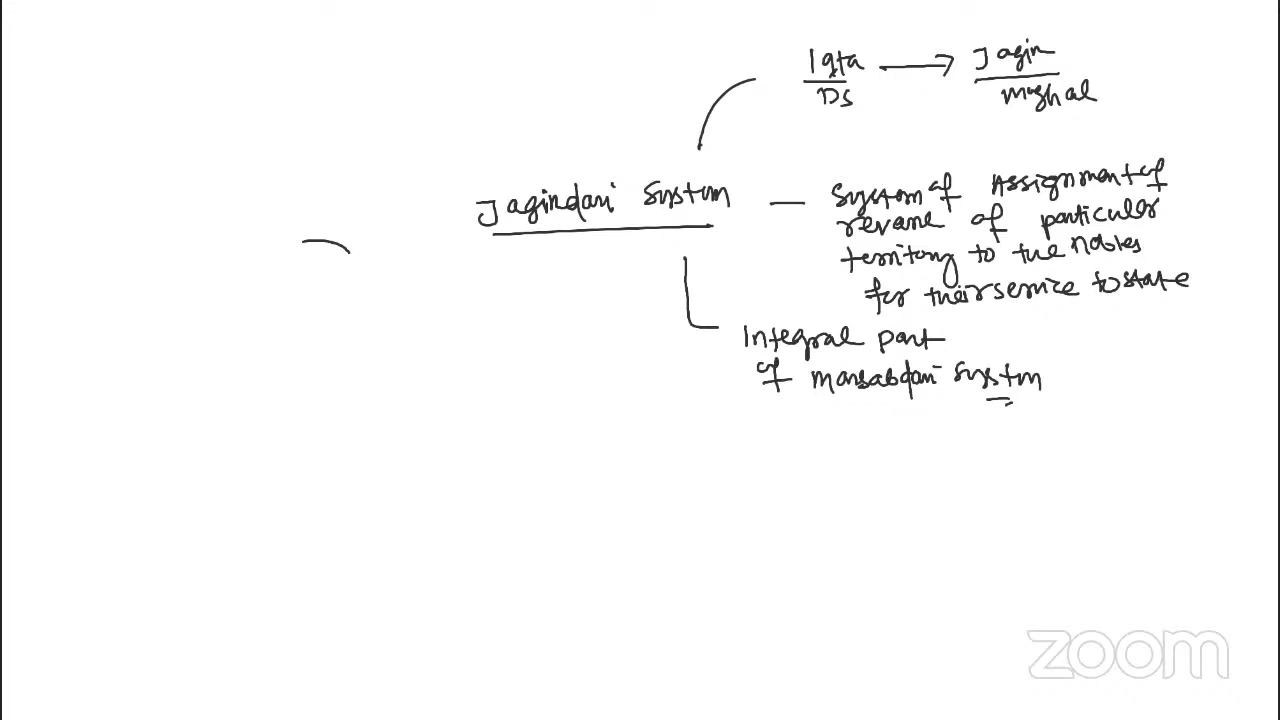 Iqta → Jagir
DS Mughal
Jagirdari System —
System of Assignment of
revenue of particular
territory to the nobles
for their service to state
Integral part
of mansabdari system
zoom